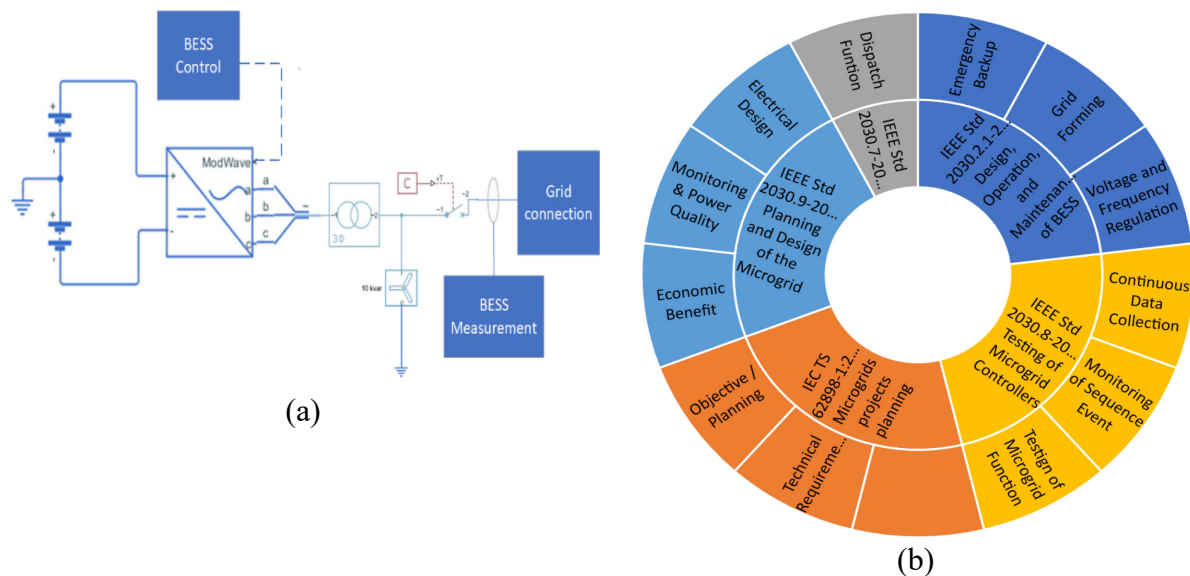 (a)
BESS
Control
+
-
+
-
+
-
ModWave
a
b
c
a
b
c
~
~1
~2
3Φ
C
vT
~1
~2
10 kvar
Grid
connection
BESS
Measurement
Dispatch
Funtion
IEEE Std
2030.7-20...
Emergency
Backup
Grid
Forming
Voltage and
Frequency
Regulation
IEEE Std
2030.2.1-2...
Design,
Operation,
and
Maintenan...
of BESS
Continuous
Data
Collection
Monitoring
of Sequence
Event
Testign of
Microgrid
Function
IEEE Std
2030.8-20...
Testing of
Microgrid
Controllers
Technical
Requireme...
Objective /
Planning
IEC TS
62898-1:2...
Microgrids
projects
planning
Economic
Benefit
Monitoring
& Power
Quality
Electrical
Design
IEEE Std
2030.9-20...
Planning
and Design
of the
Microgrid
(b)